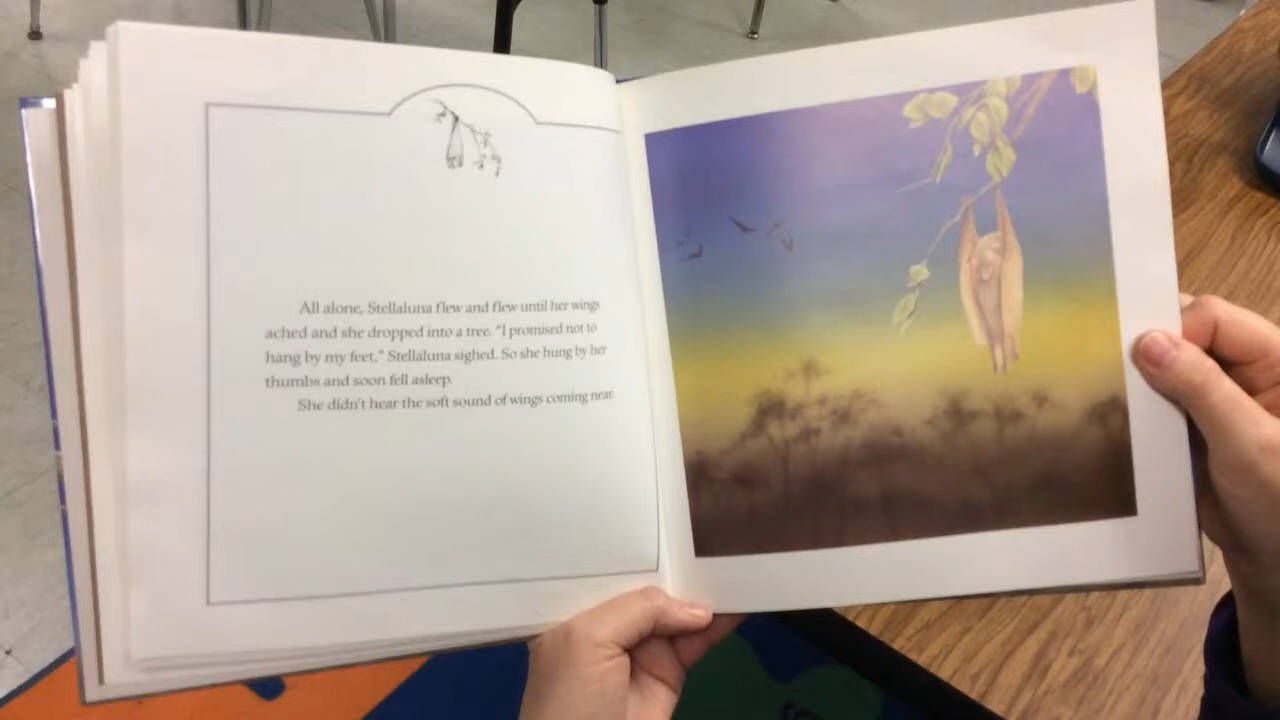 All alone, Stellaluna flew and flew until her wings
ached and she dropped into a tree. "I promised not to
hang by my feet," Stellaluna sighed. So she hung by her
thumbs and soon fell asleep.
She didn't hear the soft sound of wings coming near.